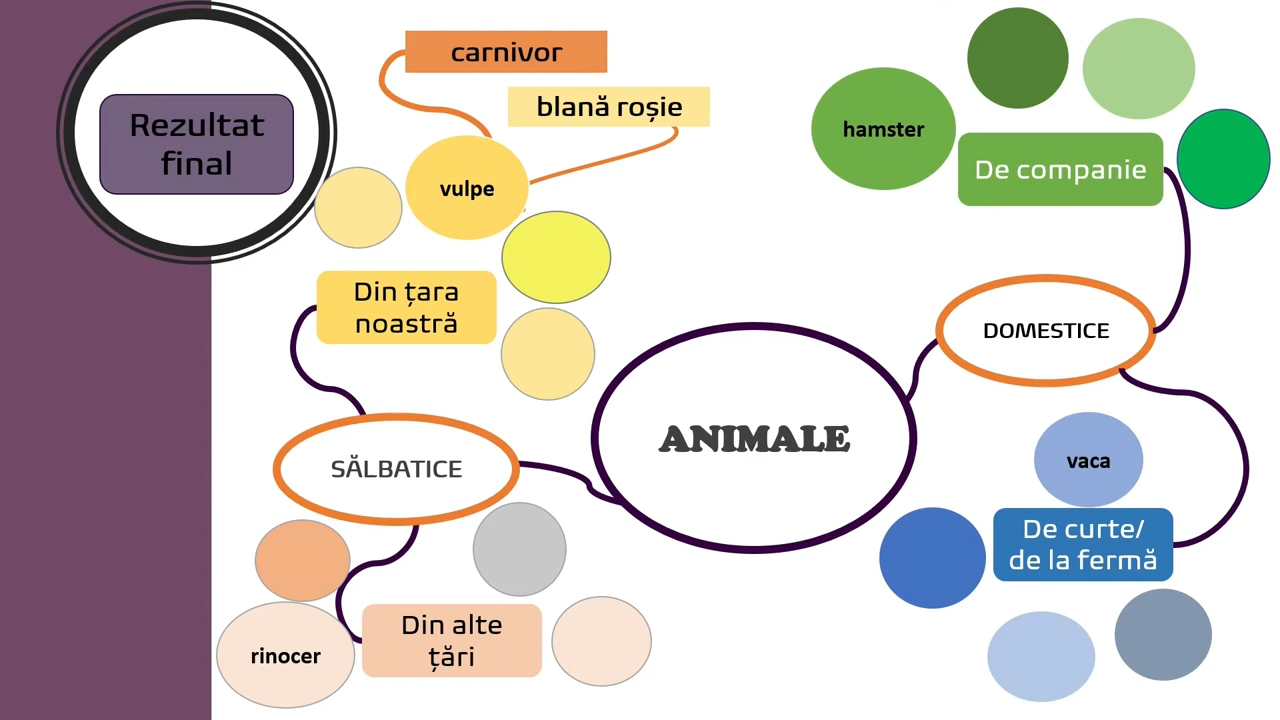 Rezultat
final
carnivor
blană roșie
vulpe
Din țara
noastră
SĂLBATICE
rinocer
Din alte
țări
ANIMALE
hamster
De companie
DOMESTICE
vaca
De curte/
de la fermă